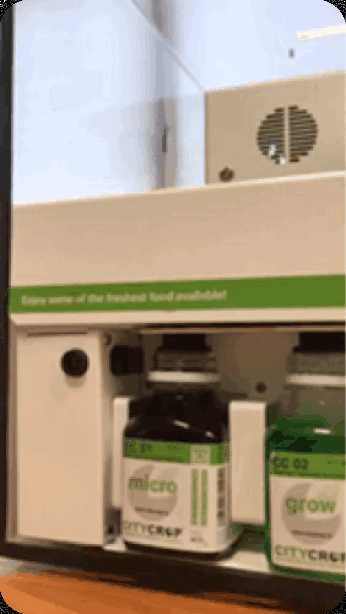 Enjoy some of the freshest food available!
CC 01
micro
CITYCROP
CC 02
grow
CITYCROP